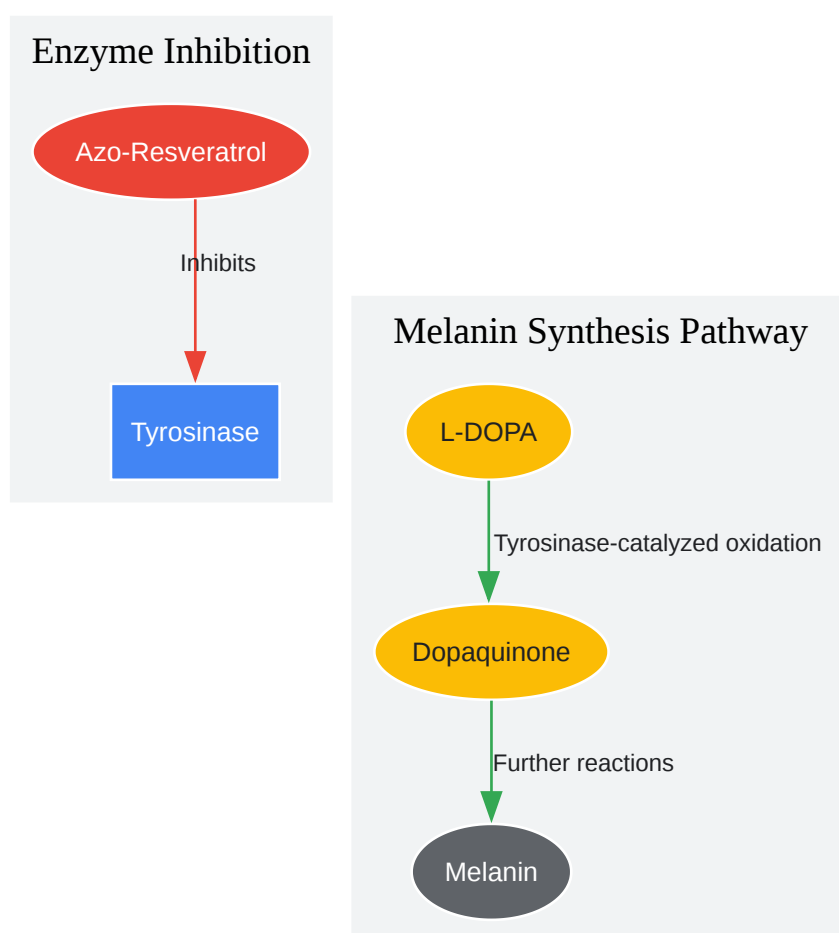 Enzyme Inhibition
Azo-Resveratrol
Inhibits
Tyrosinase
Melanin Synthesis Pathway
L-DOPA
Tyrosinase-catalyzed oxidation
Dopaquinone
Further reactions
Melanin